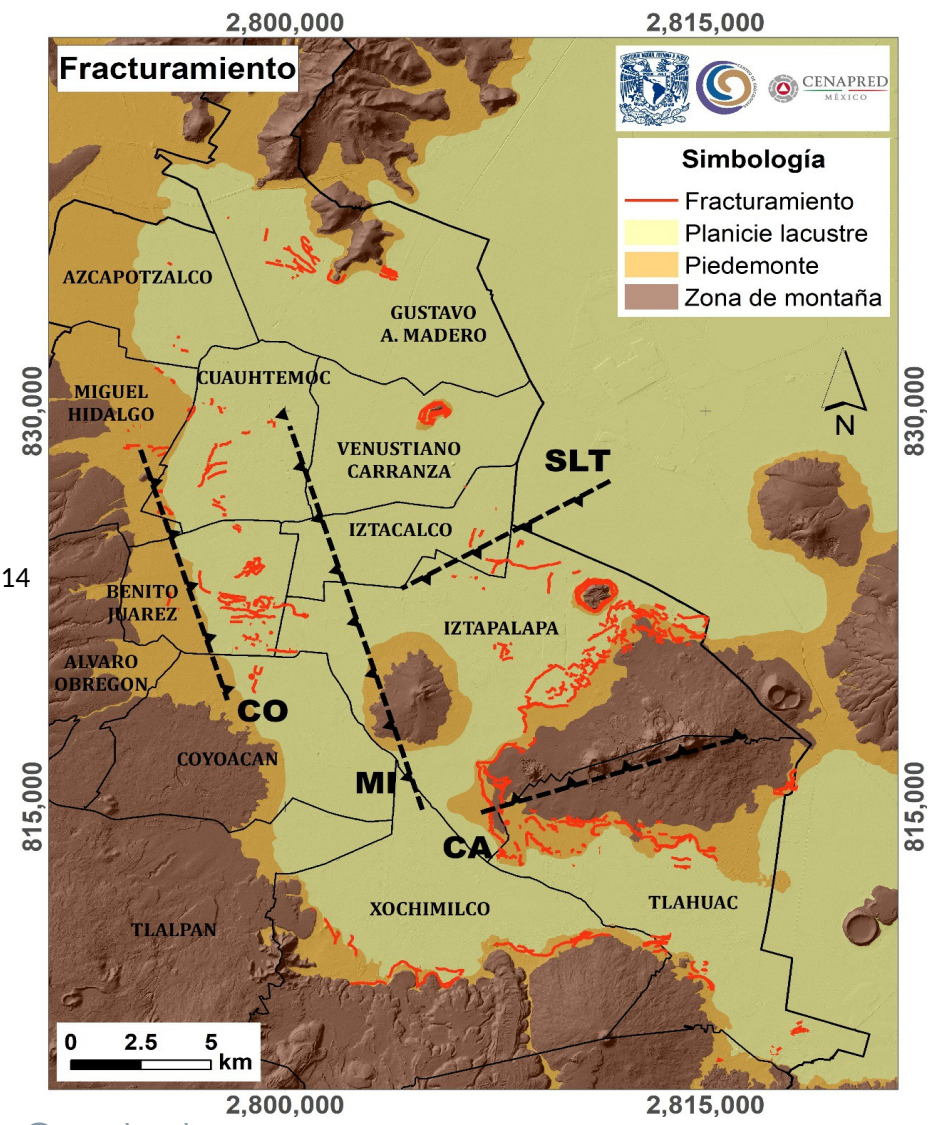 2,800,000 2,815,000
Fracturamiento
CENAPRED
MÉXICO
Simbología
Fracturamiento
Planicie lacustre
Piedemonte
Zona de montaña
AZCAPOTZALCO
GUSTAVO
A. MADERO
MIGUEL
HIDALGO
CUAUHTEMOC
830,000
830,000
N
VENUSTIANO
CARRANZA
SLT
IZTACALCO
14
BENITO
JUAREZ
IZTAPALAPA
ALVARO
OBREGON
CO
COYOACAN
MI
815,000
815,000
CA
XOCHIMILCO
TLAHUAC
TLALPAN
0 2.5 5
km
2,800,000 2,815,000